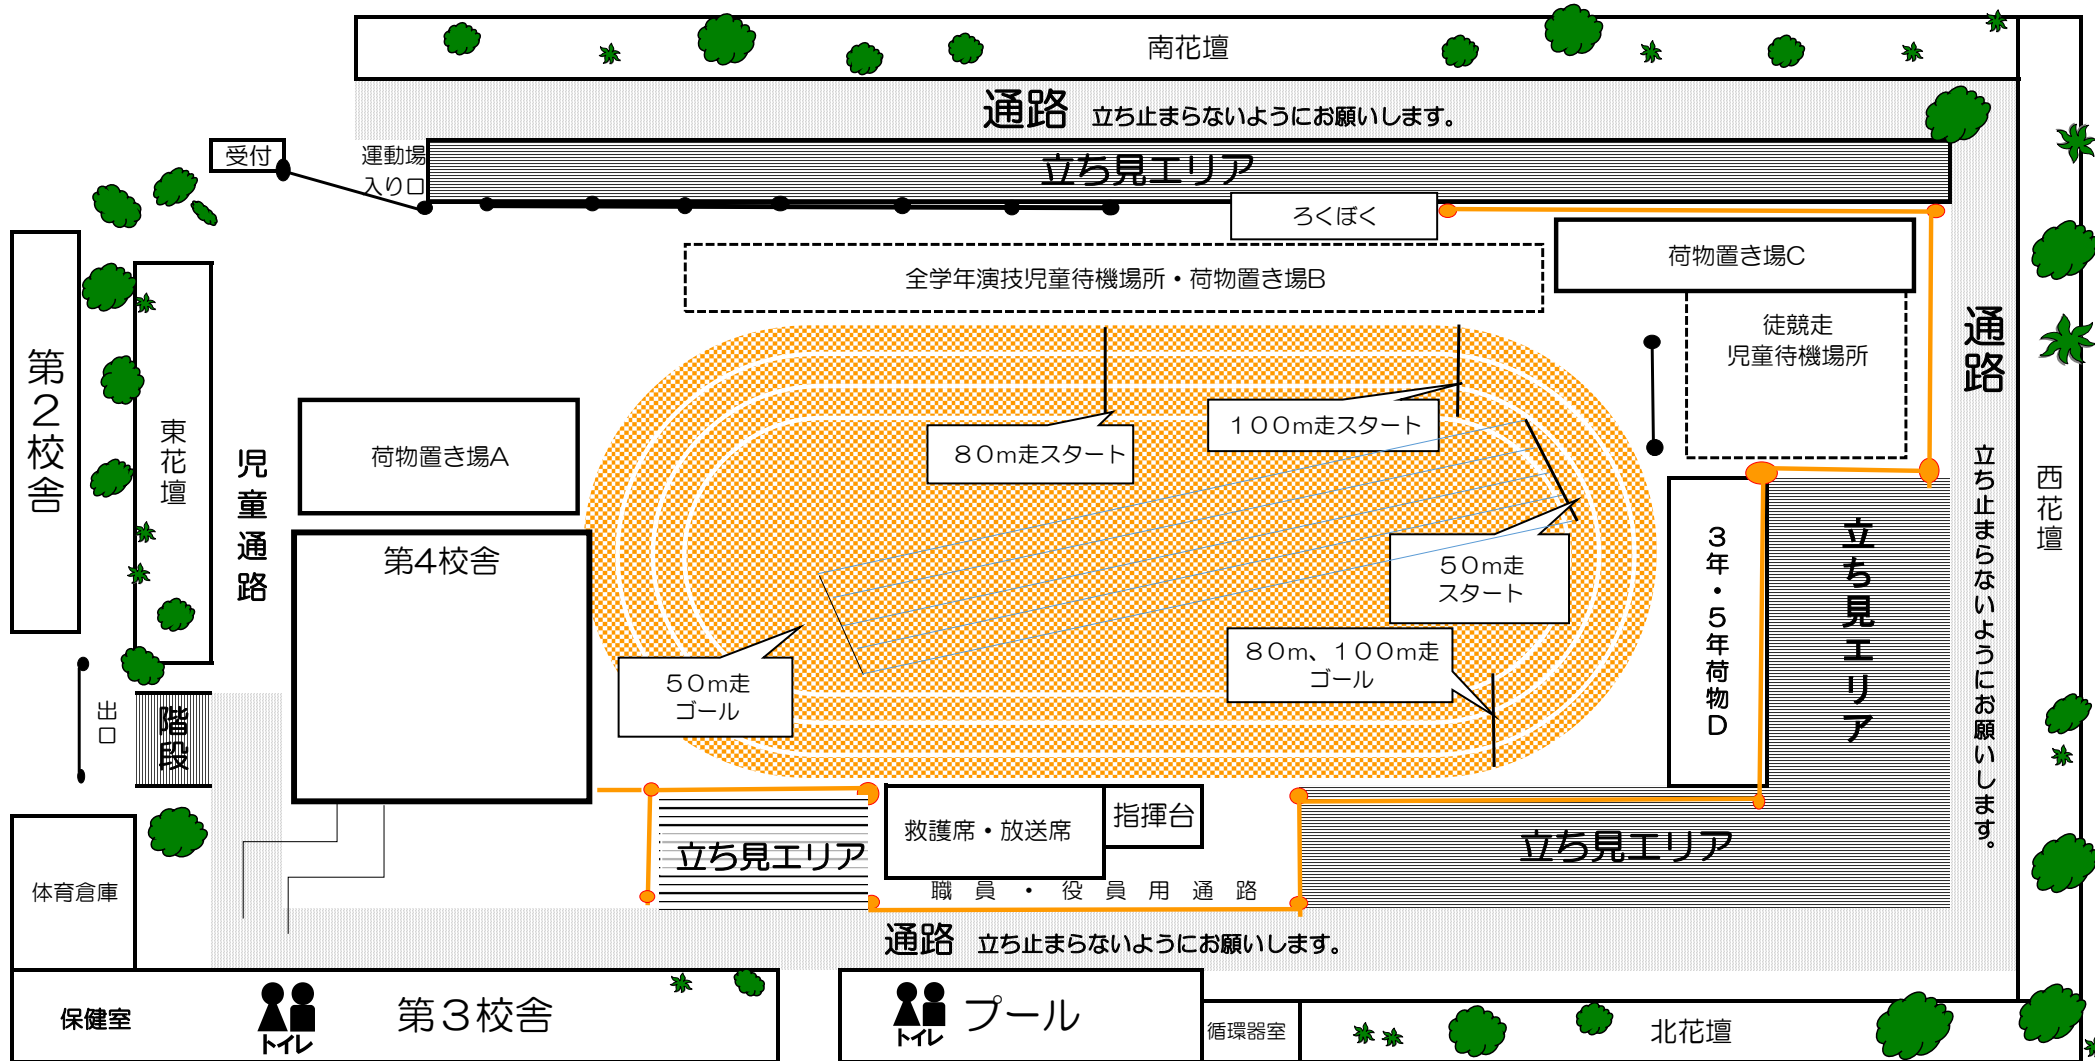 南花壇
通路 立ち止まらないようにお願いします。
受付
運動場
入り口
立ち見エリア
ろくぼく
全学年演技児童待機場所・荷物置き場B
荷物置き場C
徒競走
児童待機場所
通路 立ち止まらないようにお願いします。
西花壇
第2校舎
東花壇
児童通路
荷物置き場A
第4校舎
80m走スタート
100m走スタート
50m走
スタート
80m、100m走
ゴール
50m走
ゴール
3年・5年荷物D
立ち見エリア
出口
階段
体育倉庫
立ち見エリア
救護席・放送席
指揮台
職員・役員用通路
立ち見エリア
通路 立ち止まらないようにお願いします。
保健室
トイレ
第3校舎
トイレ
プール
循環器室
北花壇